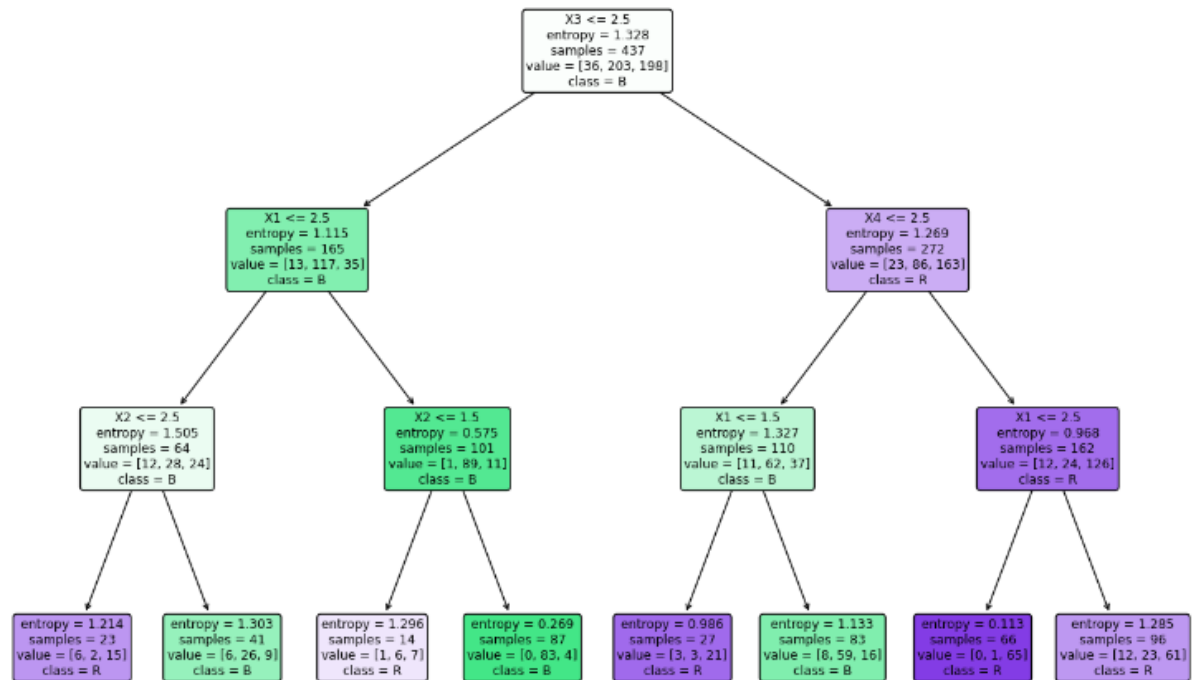 X3 <= 2.5
entropy = 1.328
samples = 437
value = [36, 203, 198]
class = B
X1 <= 2.5
entropy = 1.115
samples = 165
value = [13, 117, 35]
class = B
X4 <= 2.5
entropy = 1.269
samples = 272
value = [23, 86, 163]
class = R
X2 <= 2.5
entropy = 1.505
samples = 64
value = [12, 28, 24]
class = B
X2 <= 1.5
entropy = 0.575
samples = 101
value = [1, 89, 11]
class = B
X1 <= 1.5
entropy = 1.327
samples = 110
value = [11, 62, 37]
class = B
X1 <= 2.5
entropy = 0.968
samples = 162
value = [12, 24, 126]
class = R
entropy = 1.214
samples = 23
value = [6, 2, 15]
class = R
entropy = 1.303
samples = 41
value = [6, 26, 9]
class = B
entropy = 1.296
samples = 14
value = [1, 6, 7]
class = R
entropy = 0.269
samples = 87
value = [0, 83, 4]
class = B
entropy = 0.986
samples = 27
value = [3, 3, 21]
class = R
entropy = 1.133
samples = 83
value = [8, 59, 16]
class = B
entropy = 0.113
samples = 66
value = [0, 1, 65]
class = R
entropy = 1.285
samples = 96
value = [12, 23, 61]
class = R